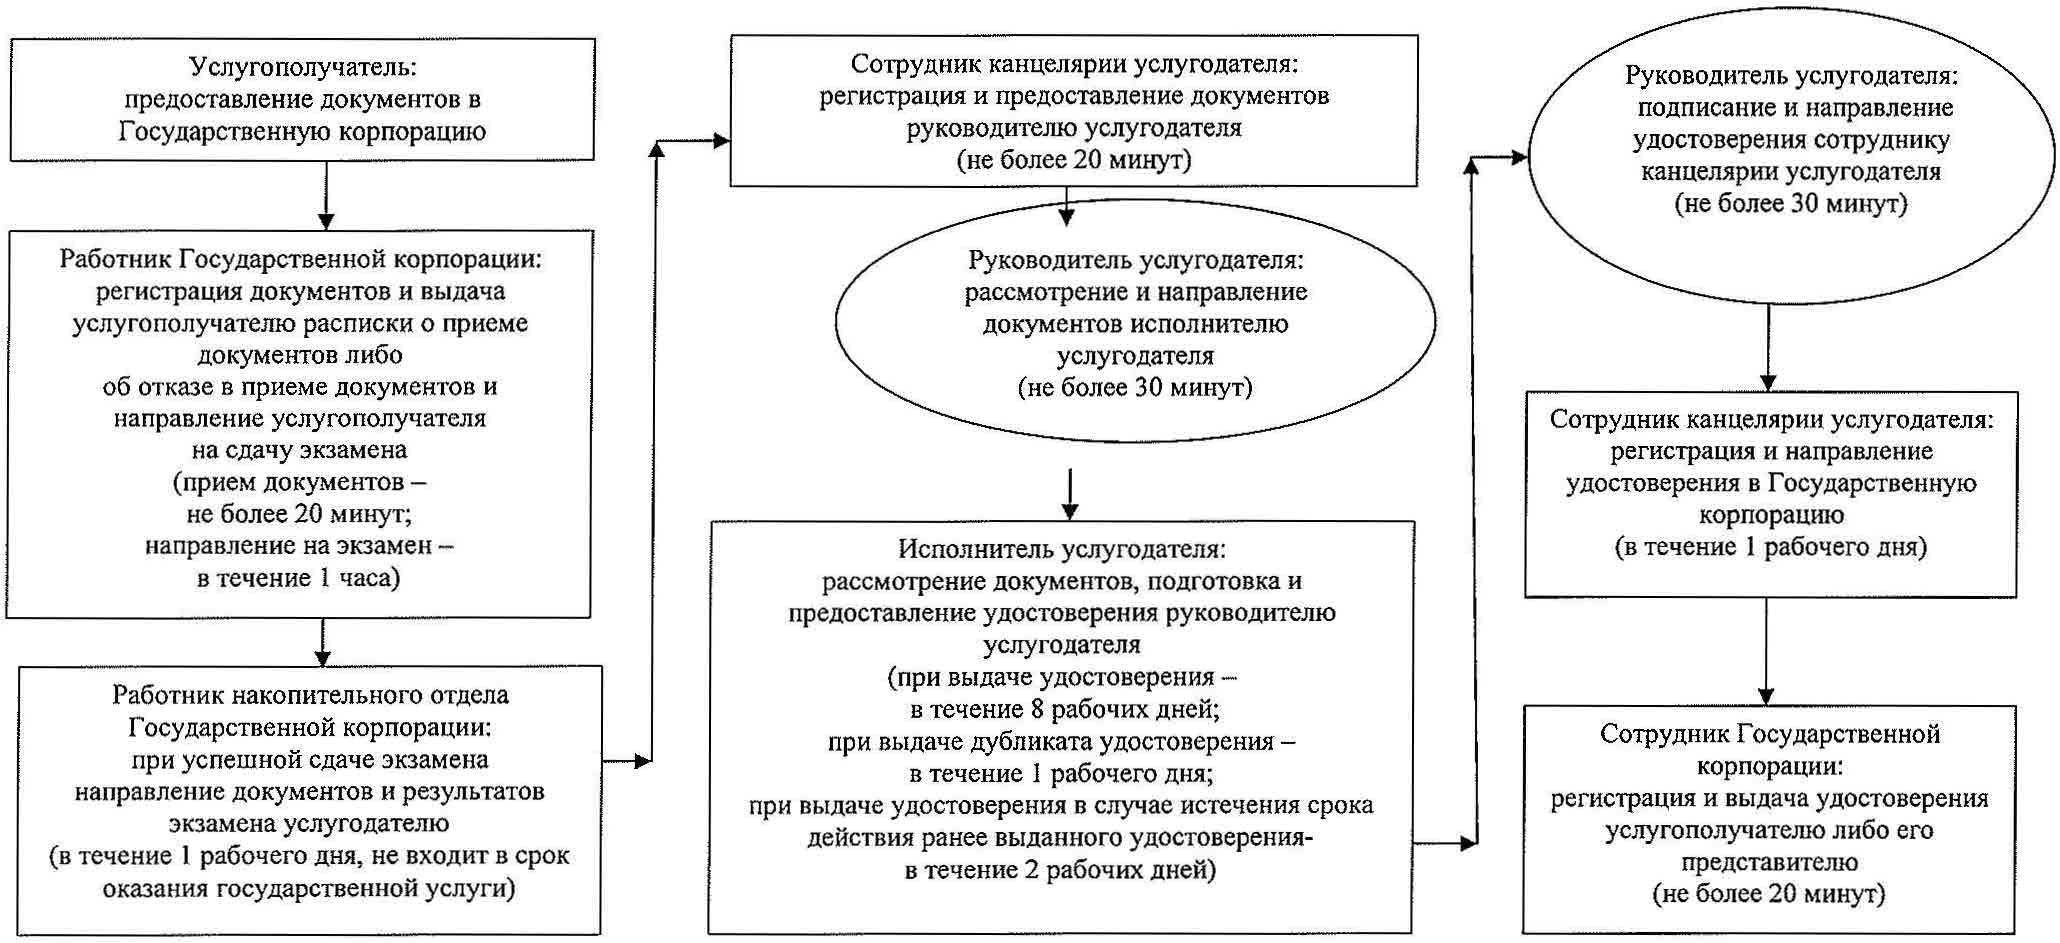 Услугополучатель:
предоставление документов в
Государственную корпорацию
Работник Государственной корпорации:
регистрация документов и выдача
услугополучателю расписки о приеме
документов либо
об отказе в приеме документов и
направление услугополучателя
на сдачу экзамена
(прием документов –
не более 20 минут;
направление на экзамен –
в течение 1 часа)
Работник накопительного отдела
Государственной корпорации:
при успешной сдаче экзамена
направление документов и результатов
экзамена услугодателю
(в течение 1 рабочего дня, не входит в срок
оказания государственной услуги)
Сотрудник канцелярии услугодателя:
регистрация и предоставление документов
руководителю услугодателя
(не более 20 минут)
Руководитель услугодателя:
рассмотрение и направление
документов исполнителю
услугодателя
(не более 30 минут)
Исполнитель услугодателя:
рассмотрение документов, подготовка и
предоставление удостоверения руководителю
услугодателя
(при выдаче удостоверения –
в течение 8 рабочих дней;
при выдаче дубликата удостоверения –
в течение 1 рабочего дня;
при выдаче удостоверения в случае истечения срока
действия ранее выданного удостоверения-
в течение 2 рабочих дней)
Руководитель услугодателя:
подписание и направление
удостоверения сотруднику
канцелярии услугодателя
(не более 30 минут)
Сотрудник канцелярии услугодателя:
регистрация и направление
удостоверения в Государственную
корпорацию
(в течение 1 рабочего дня)
Сотрудник Государственной
корпорации:
регистрация и выдача удостоверения
услугополучателю либо его
представителю
(не более 20 минут)